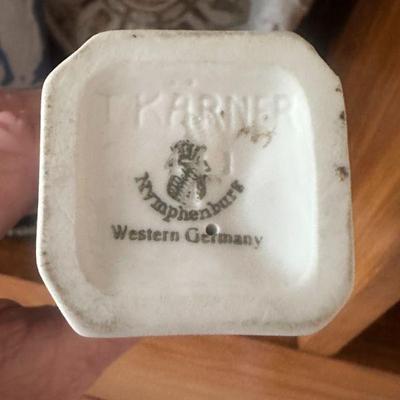 T. KÄRNER
Nymphenburg
Western Germany